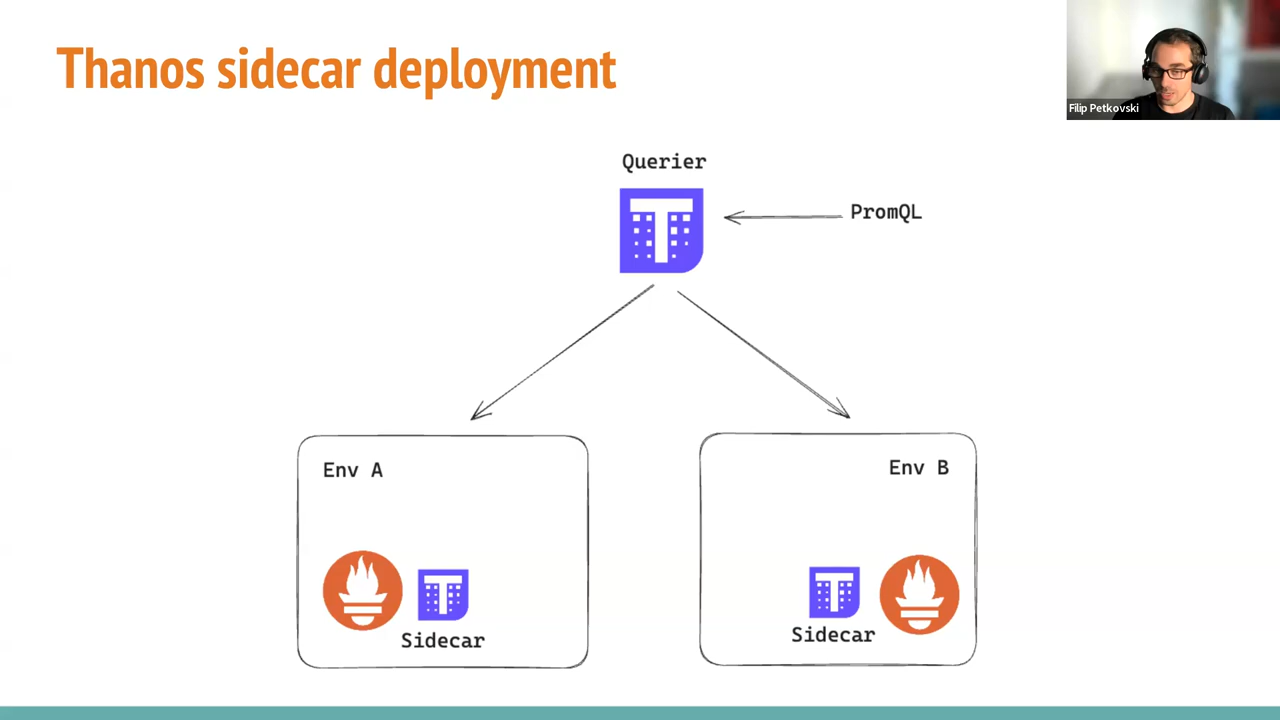 Thanos sidecar deployment
Filip Petkovski
Querier
PromQL
Env A
Env B
Sidecar
Sidecar